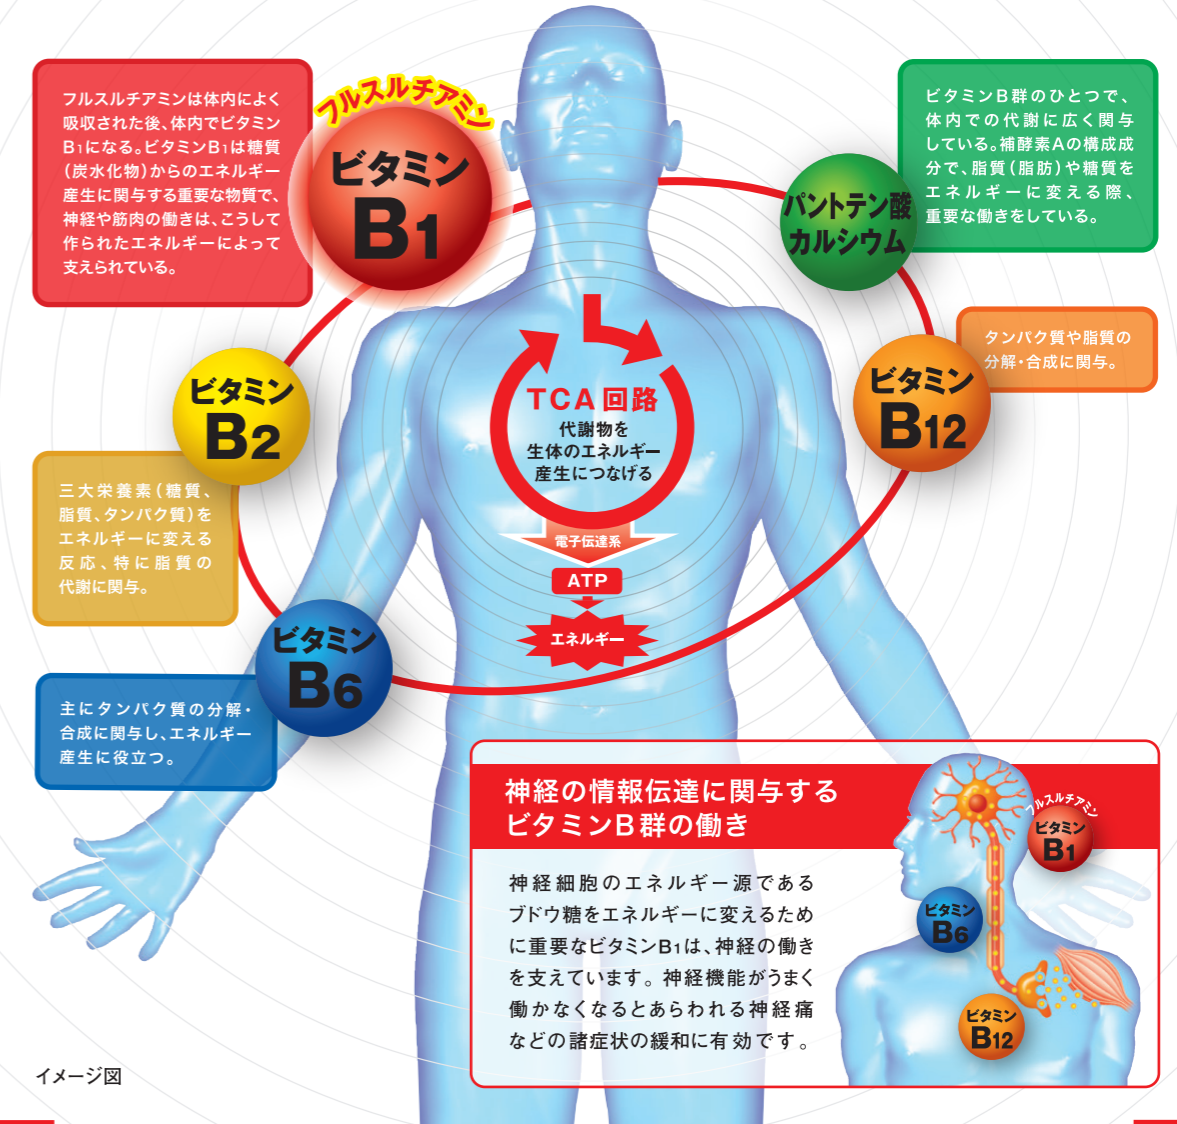 フルスルチアミンは体内によく
吸収された後、体内でビタミン
B1になる。ビタミンB1は糖質
(炭水化物)からのエネルギー
産生に関与する重要な物質で、
神経や筋肉の働きは、こうして
作られたエネルギーによって
支えられている。
フルスルチアミン
ビタミン
B1
ビタミンB群のひとつで、
体内での代謝に広く関与
している。補酵素Aの構成成
分で、脂質(脂肪)や糖質を
エネルギーに変える際、
重要な働きをしている。
パントテン酸
カルシウム
タンパク質や脂質の
分解・合成に関与。
ビタミン
B12
ビタミン
B2
三大栄養素(糖質、
脂質、タンパク質)を
エネルギーに変える
反応、特に脂質の
代謝に関与。
TCA回路
代謝物を
生体のエネルギー
産生につなげる
電子伝達系
ATP
エネルギー
ビタミン
B6
主にタンパク質の分解・
合成に関与し、エネルギー
産生に役立つ。
神経の情報伝達に関与する
ビタミンB群の働き
神経細胞のエネルギー源である
ブドウ糖をエネルギーに変えるため
に重要なビタミンB1は、神経の働き
を支えています。神経機能がうまく
働かなくなるとあらわれる神経痛
などの諸症状の緩和に有効です。
フルスルチアミン
ビタミン
B1
ビタミン
B6
ビタミン
B12
イメージ図